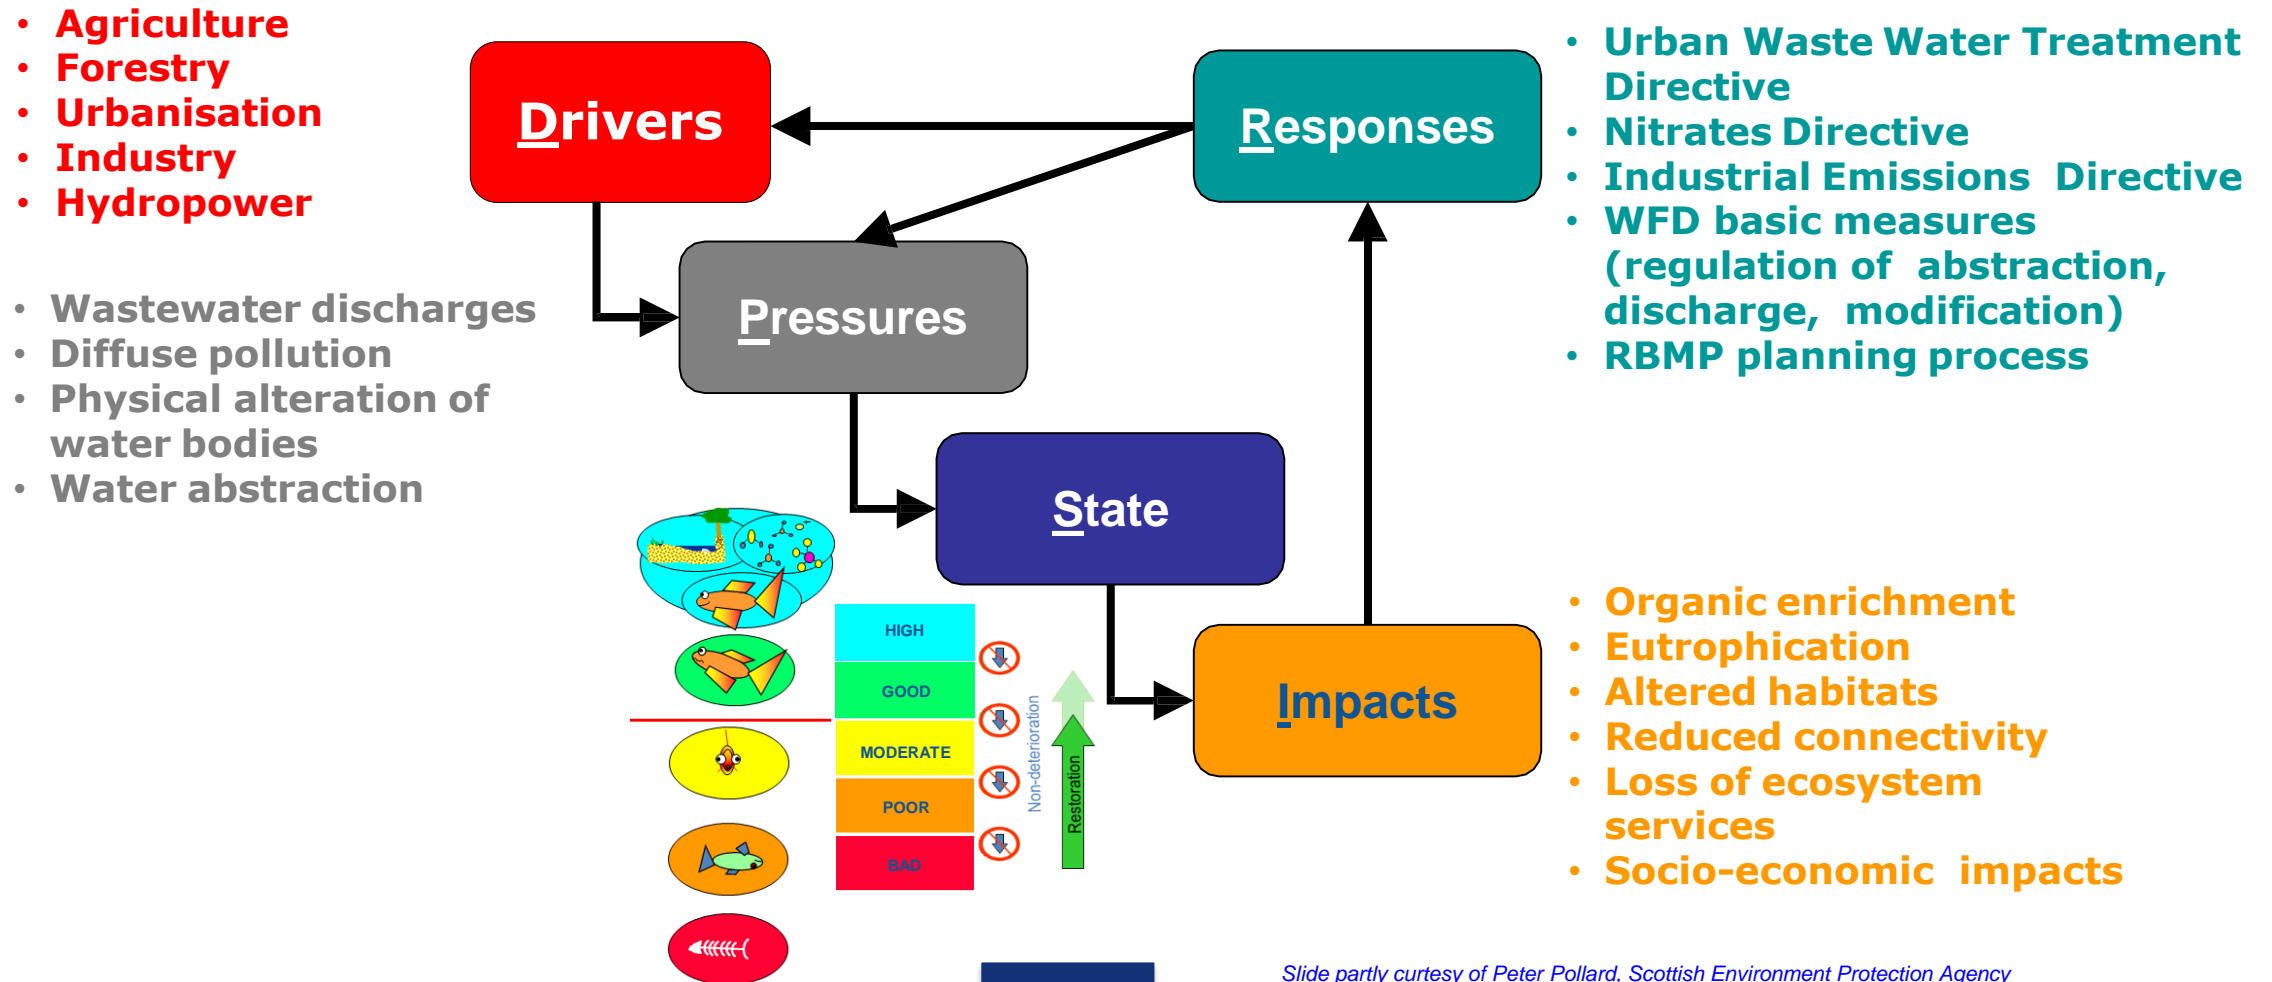 • Agriculture
• Forestry
• Urbanisation
• Industry
• Hydropower
• Wastewater discharges
• Diffuse pollution
• Physical alteration of
water bodies
• Water abstraction
Drivers
Pressures
State
Impacts
Responses
• Urban Waste Water Treatment
Directive
• Nitrates Directive
• Industrial Emissions Directive
• WFD basic measures
(regulation of abstraction,
discharge, modification)
• RBMP planning process
HIGH
GOOD
MODERATE
POOR
BAD
Non-deterioration
Restoration
• Organic enrichment
• Eutrophication
• Altered habitats
• Reduced connectivity
• Loss of ecosystem
services
• Socio-economic impacts
Slide partly curtesy of Peter Pollard, Scottish Environment Protection Agency